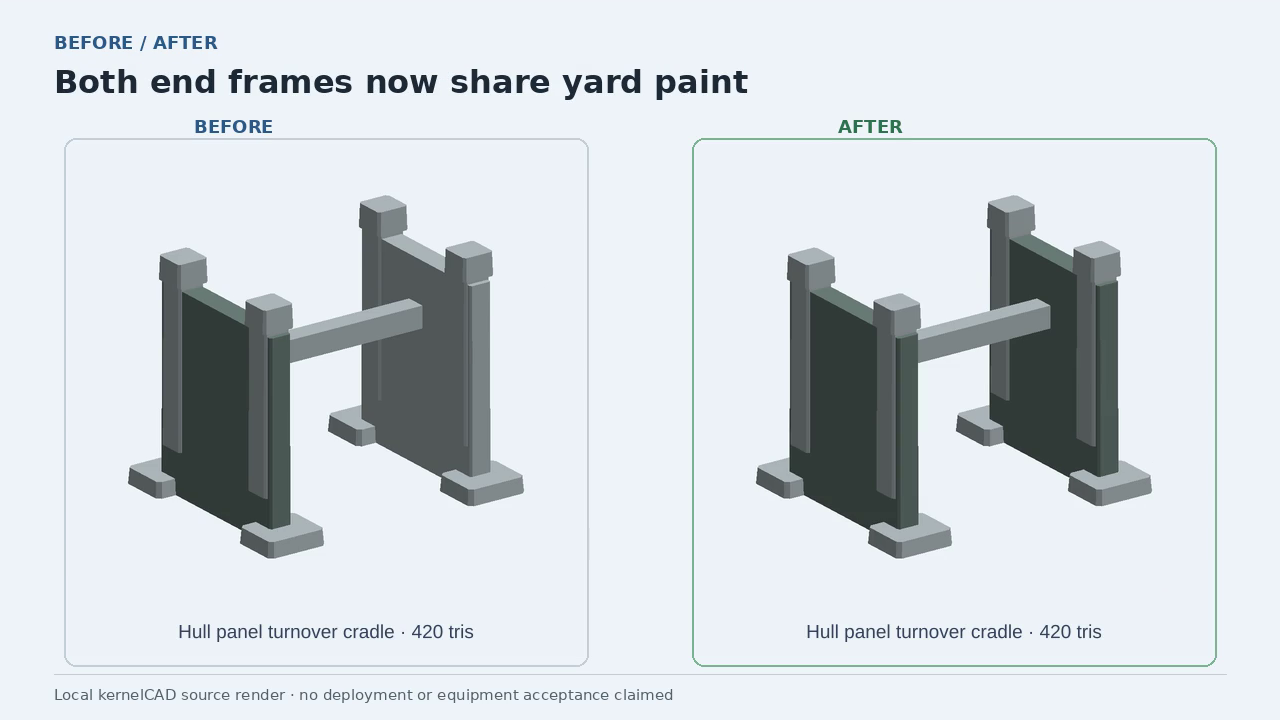 BEFORE / AFTER
Both end frames now share yard paint
BEFORE
AFTER
Hull panel turnover cradle · 420 tris
Hull panel turnover cradle · 420 tris
Local kernelCAD source render · no deployment or equipment acceptance claimed